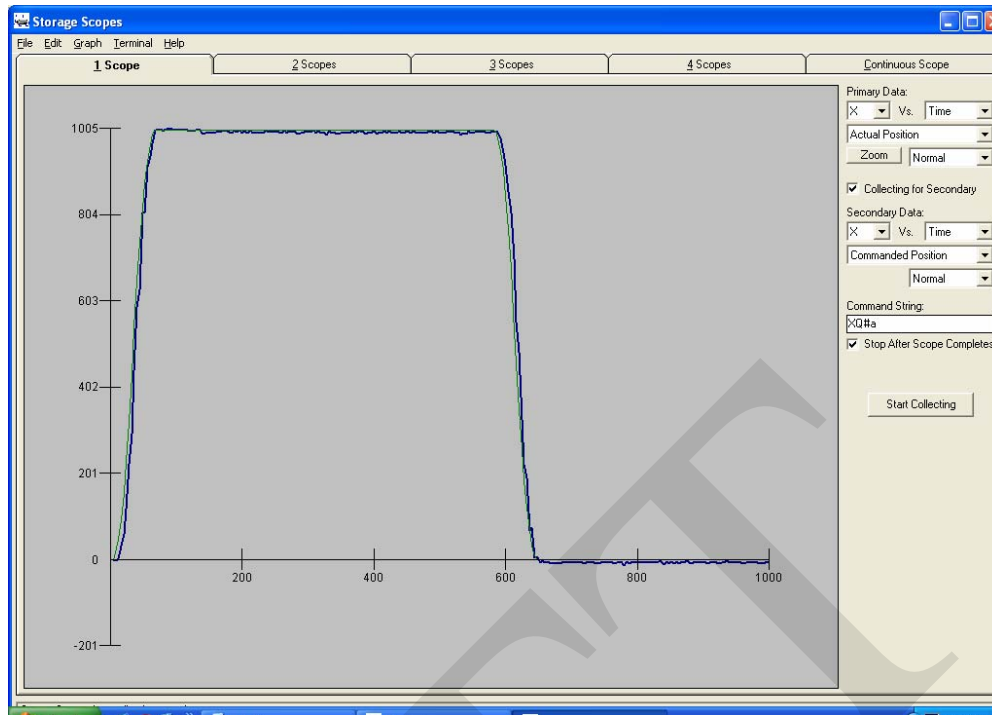 Storage Scopes
File Edit Graph Terminal Help
1 Scope 2 Scopes 3 Scopes 4 Scopes Continuous Scope
Primary Data:
X Vs. Time
Actual Position
Zoom Normal
Collecting for Secondary
Secondary Data:
X Vs. Time
Commanded Position
Normal
Command String:
XQ#a
Stop After Scope Completes
Start Collecting
1005
804
603
402
201
0
-201
200 400 600 800 1000
T